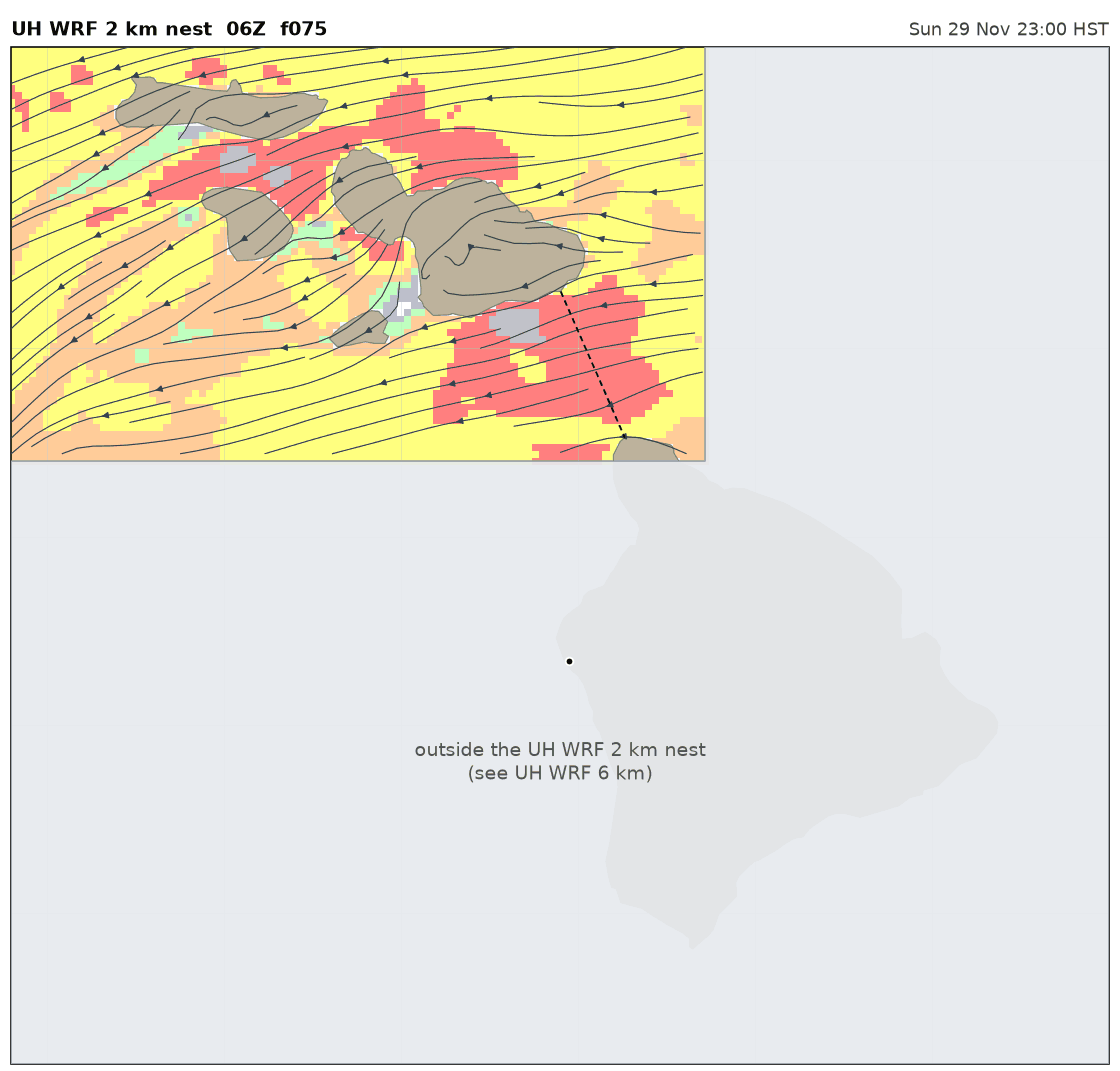 UH WRF 2 km nest  06Z  f075
Sun 29 Nov 23:00 HST
outside the UH WRF 2 km nest
(see UH WRF 6 km)